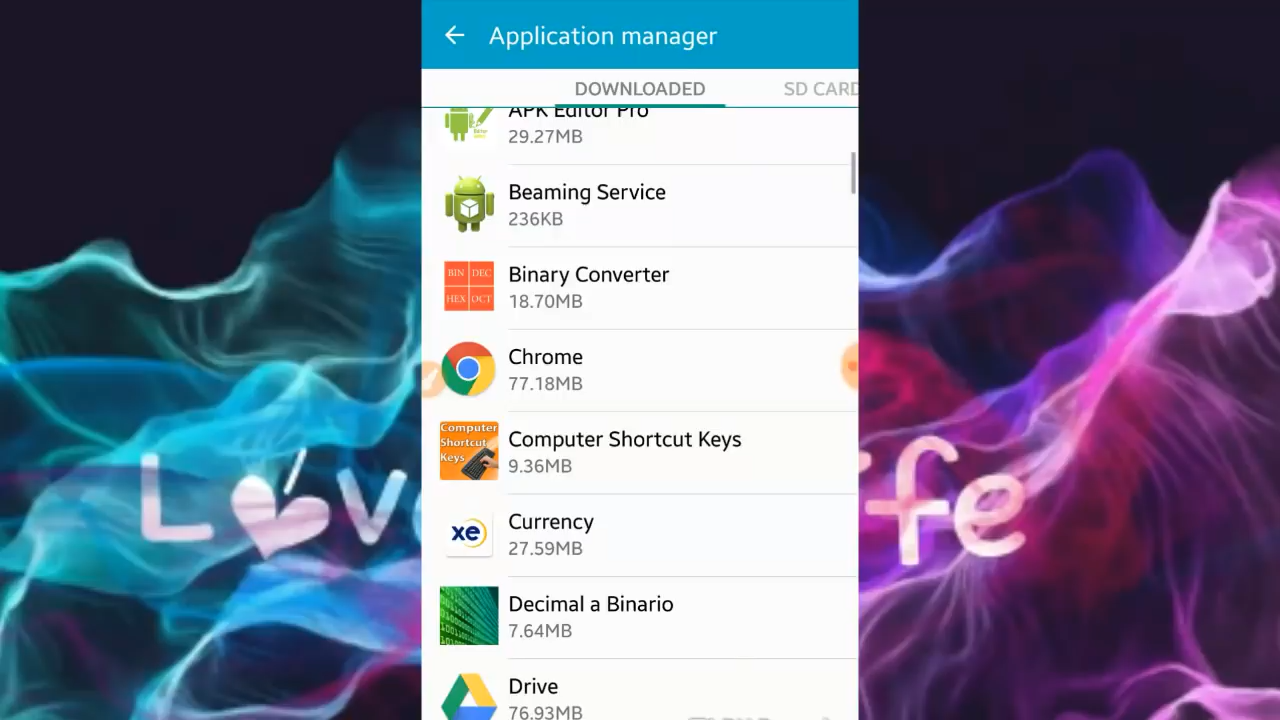 Application manager
DOWNLOADED
SD CARD
APK Editor Pro
29.27MB
Beaming Service
236KB
BIN DEC
HEX OCT
Binary Converter
18.70MB
Chrome
77.18MB
Computer
Shortcut
Keys
Computer Shortcut Keys
9.36MB
xe
Currency
27.59MB
Decimal a Binario
7.64MB
Drive
76.93MB
Lov
ife